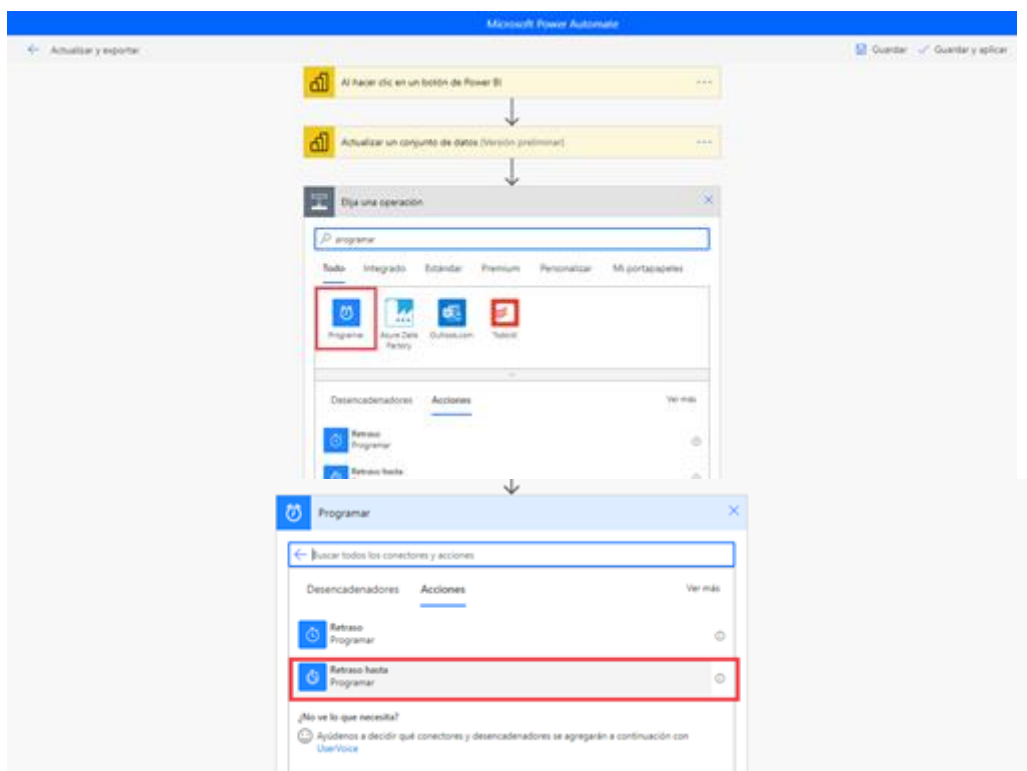 Microsoft Power Automate
Actualizar y exportar
Guardar
Guardar y aplicar
Al hacer clic en un botón de Power BI
Actualizar un conjunto de datos (Versión preliminar)
Elija una operación
programar
Todo Integrado Estándar Premium Personalizar Mi portapapeles
Programar Azure Data Outlook.com Todoist
Factory
Desencadenadores Acciones Ver más
Retraso
Programar
Retraso hasta
Programar
Buscar todos los conectores y acciones
Desencadenadores Acciones Ver más
Retraso
Programar
Retraso hasta
Programar
¿No ve lo que necesita?
Ayúdenos a decidir qué conectores y desencadenadores se agregarán a continuación con
UserVoice